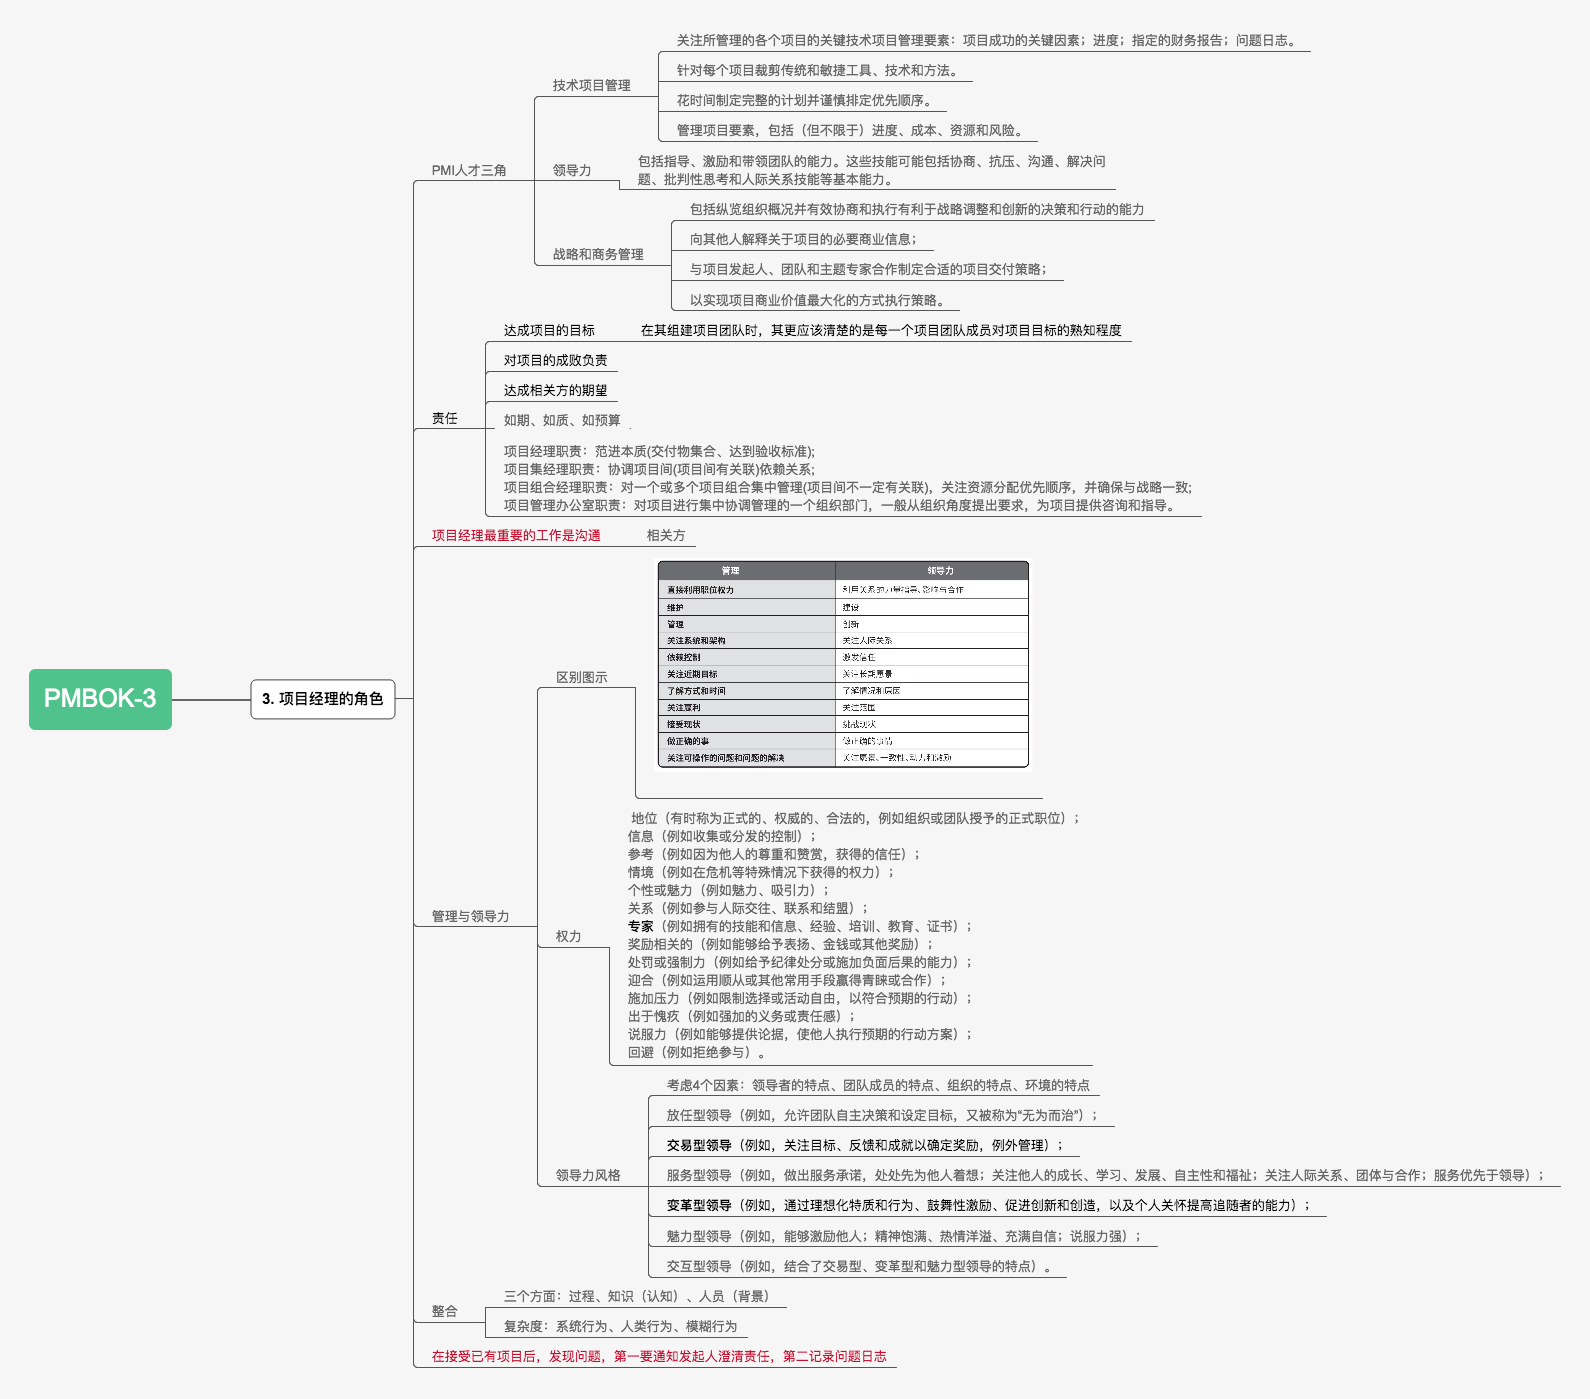 PMBOK-3
3. 项目经理的角色
PMI人才三角
技术项目管理
关注所管理的各个项目的关键技术项目管理要素：项目成功的关键因素；进度；指定的财务报告；问题日志。
针对每个项目裁剪传统和敏捷工具、技术和方法。
花时间制定完整的计划并谨慎排定优先顺序。
管理项目要素，包括（但不限于）进度、成本、资源和风险。
领导力
包括指导、激励和带领团队的能力。这些技能可能包括协商、抗压、沟通、解决问
题、批判性思考和人际关系技能等基本能力。
战略和商务管理
包括纵览组织概况并有效协商和执行有利于战略调整和创新的决策和行动的能力
向其他人解释关于项目的必要商业信息；
与项目发起人、团队和主题专家合作制定合适的项目交付策略；
以实现项目商业价值最大化的方式执行策略。
责任
达成项目的目标
在其组建项目团队时，其更应该清楚的是每一个项目团队成员对项目目标的熟知程度
对项目的成败负责
达成相关方的期望
如期、如质、如预算
项目经理职责：范进本质(交付物集合、达到验收标准);
项目集经理职责：协调项目间(项目间有关联)依赖关系;
项目组合经理职责：对一个或多个项目组合集中管理(项目间不一定有关联)，关注资源分配优先顺序，并确保与战略一致;
项目管理办公室职责：对项目进行集中协调管理的一个组织部门，一般从组织角度提出要求，为项目提供咨询和指导。
项目经理最重要的工作是沟通
相关方
管理与领导力
区别图示
管理 领导力
直接利用职位权力 利用关系的力量指导、影响与合作
维护 建设
管理 创新
关注系统和架构 关注人际关系
依赖控制 激发信任
关注近期目标 关注长期愿景
了解方式和时间 了解情况和原因
关注赢利 关注范围
接受现状 挑战现状
做正确的事 做正确的事情
关注可操作的问题和问题的解决 关注愿景、一致性、动力和激励
权力
地位（有时称为正式的、权威的、合法的，例如组织或团队授予的正式职位）；
信息（例如收集或分发的控制）；
参考（例如因为他人的尊重和赞赏，获得的信任）；
情境（例如在危机等特殊情况下获得的权力）；
个性或魅力（例如魅力、吸引力）；
关系（例如参与人际交往、联系和结盟）；
专家（例如拥有的技能和信息、经验、培训、教育、证书）；
奖励相关的（例如能够给予表扬、金钱或其他奖励）；
处罚或强制力（例如给予纪律处分或施加负面后果的能力）；
迎合（例如运用顺从或其他常用手段赢得青睐或合作）；
施加压力（例如限制选择或活动自由，以符合预期的行动）；
出于愧疚（例如强加的义务或责任感）；
说服力（例如能够提供论据，使他人执行预期的行动方案）；
回避（例如拒绝参与）。
领导力风格
考虑4个因素：领导者的特点、团队成员的特点、组织的特点、环境的特点
放任型领导（例如，允许团队自主决策和设定目标，又被称为“无为而治”）；
交易型领导（例如，关注目标、反馈和成就以确定奖励，例外管理）；
服务型领导（例如，做出服务承诺，处处先为他人着想；关注他人的成长、学习、发展、自主性和福祉；关注人际关系、团体与合作；服务优先于领导）；
变革型领导（例如，通过理想化特质和行为、鼓舞性激励、促进创新和创造，以及个人关怀提高追随者的能力）；
魅力型领导（例如，能够激励他人；精神饱满、热情洋溢、充满自信；说服力强）；
交互型领导（例如，结合了交易型、变革型和魅力型领导的特点）。
整合
三个方面：过程、知识（认知）、人员（背景）
复杂度：系统行为、人类行为、模糊行为
在接受已有项目后，发现问题，第一要通知发起人澄清责任，第二记录问题日志